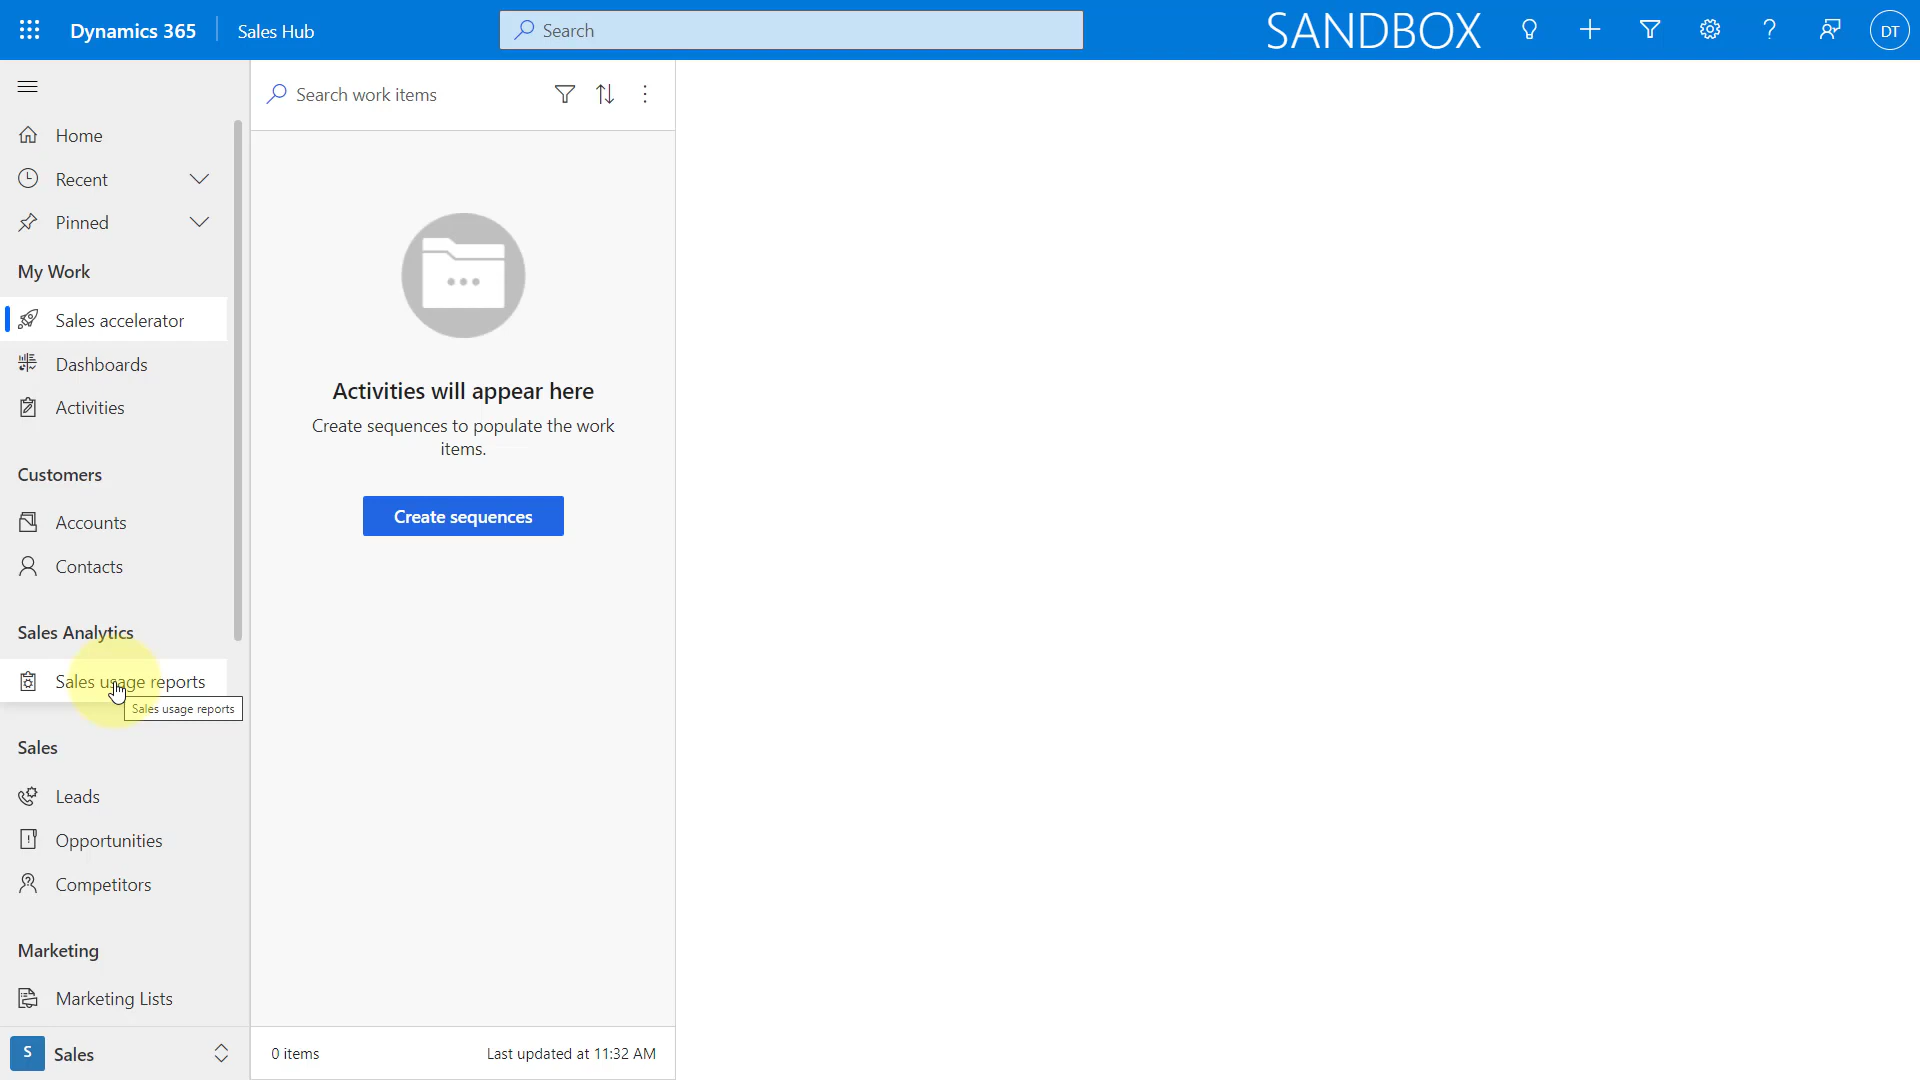 Dynamics 365
Sales Hub
Search
SANDBOX
?
DT
Search work items
Home
Recent
Pinned
My Work
Sales accelerator
Dashboards
Activities
Customers
Accounts
Contacts
Sales Analytics
Sales usage reports
Sales usage reports
Sales
Leads
Opportunities
Competitors
Marketing
Marketing Lists
S
Sales
Activities will appear here
Create sequences to populate the work
items.
Create sequences
0 items
Last updated at 11:32 AM